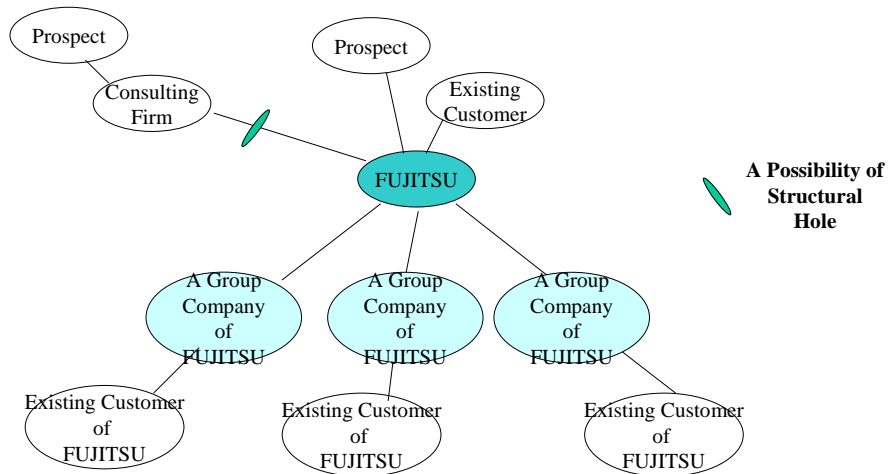 Prospect
Prospect
Consulting
Firm
Existing
Customer
FUJITSU
A Possibility of
Structural
Hole
A Group
Company
of
FUJITSU
A Group
Company
of
FUJITSU
A Group
Company
of
FUJITSU
Existing Customer
of
FUJITSU
Existing Customer
of
FUJITSU
Existing Customer
of
FUJITSU